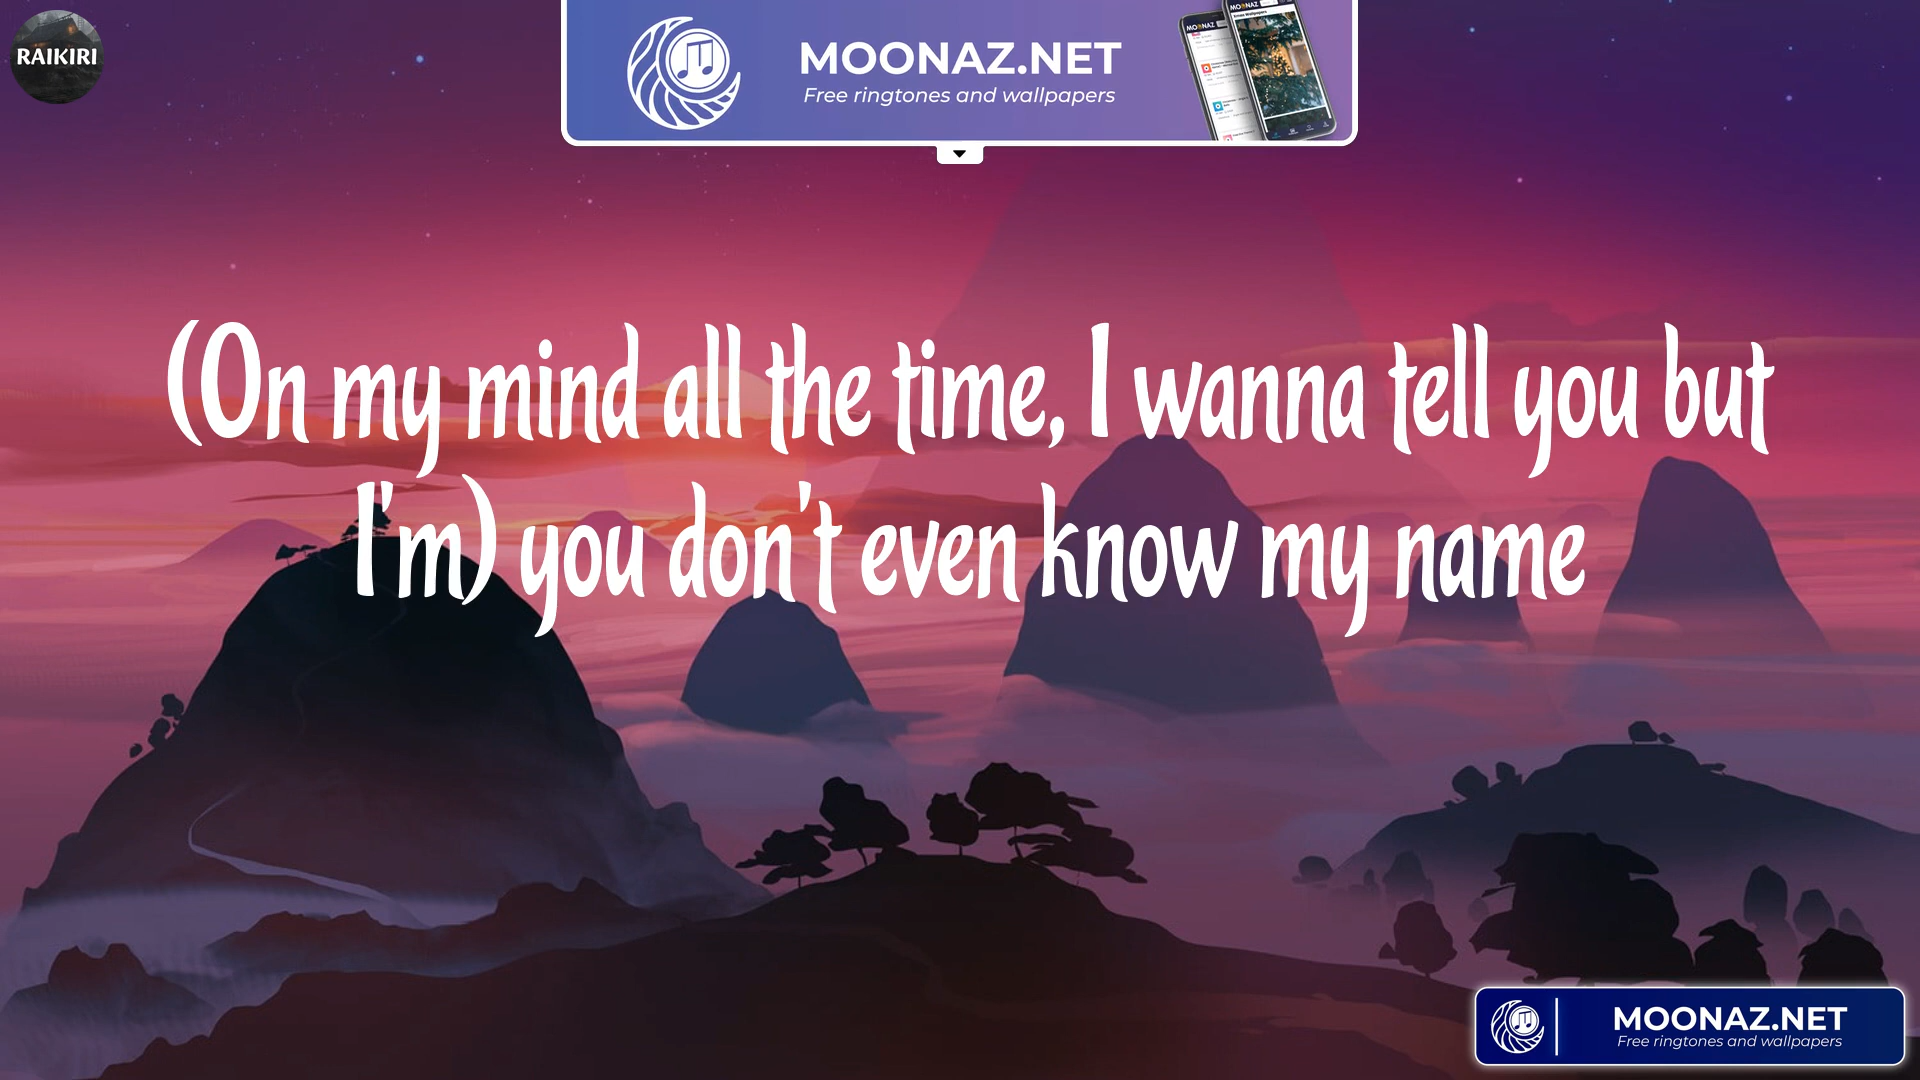 RAIKIRI
MOONAZ.NET
Free ringtones and wallpapers
(On my mind all the time, I wanna tell you but
I'm) you don't even know my name
MOONAZ.NET
Free ringtones and wallpapers